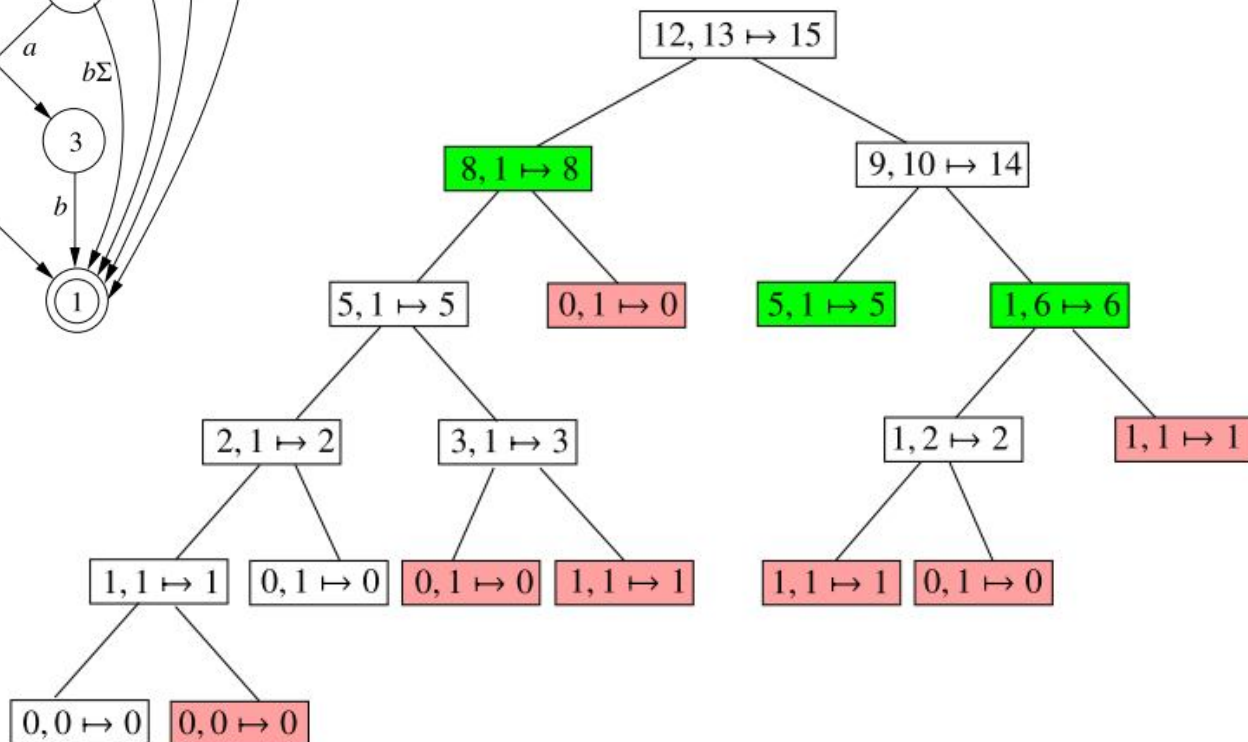 a
bΣ
3
b
1
12, 13 ↦ 15
8, 1 ↦ 8
9, 10 ↦ 14
5, 1 ↦ 5
0, 1 ↦ 0
5, 1 ↦ 5
1, 6 ↦ 6
2, 1 ↦ 2
3, 1 ↦ 3
1, 2 ↦ 2
1, 1 ↦ 1
1, 1 ↦ 1
0, 1 ↦ 0
0, 1 ↦ 0
1, 1 ↦ 1
1, 1 ↦ 1
0, 1 ↦ 0
0, 0 ↦ 0
0, 0 ↦ 0